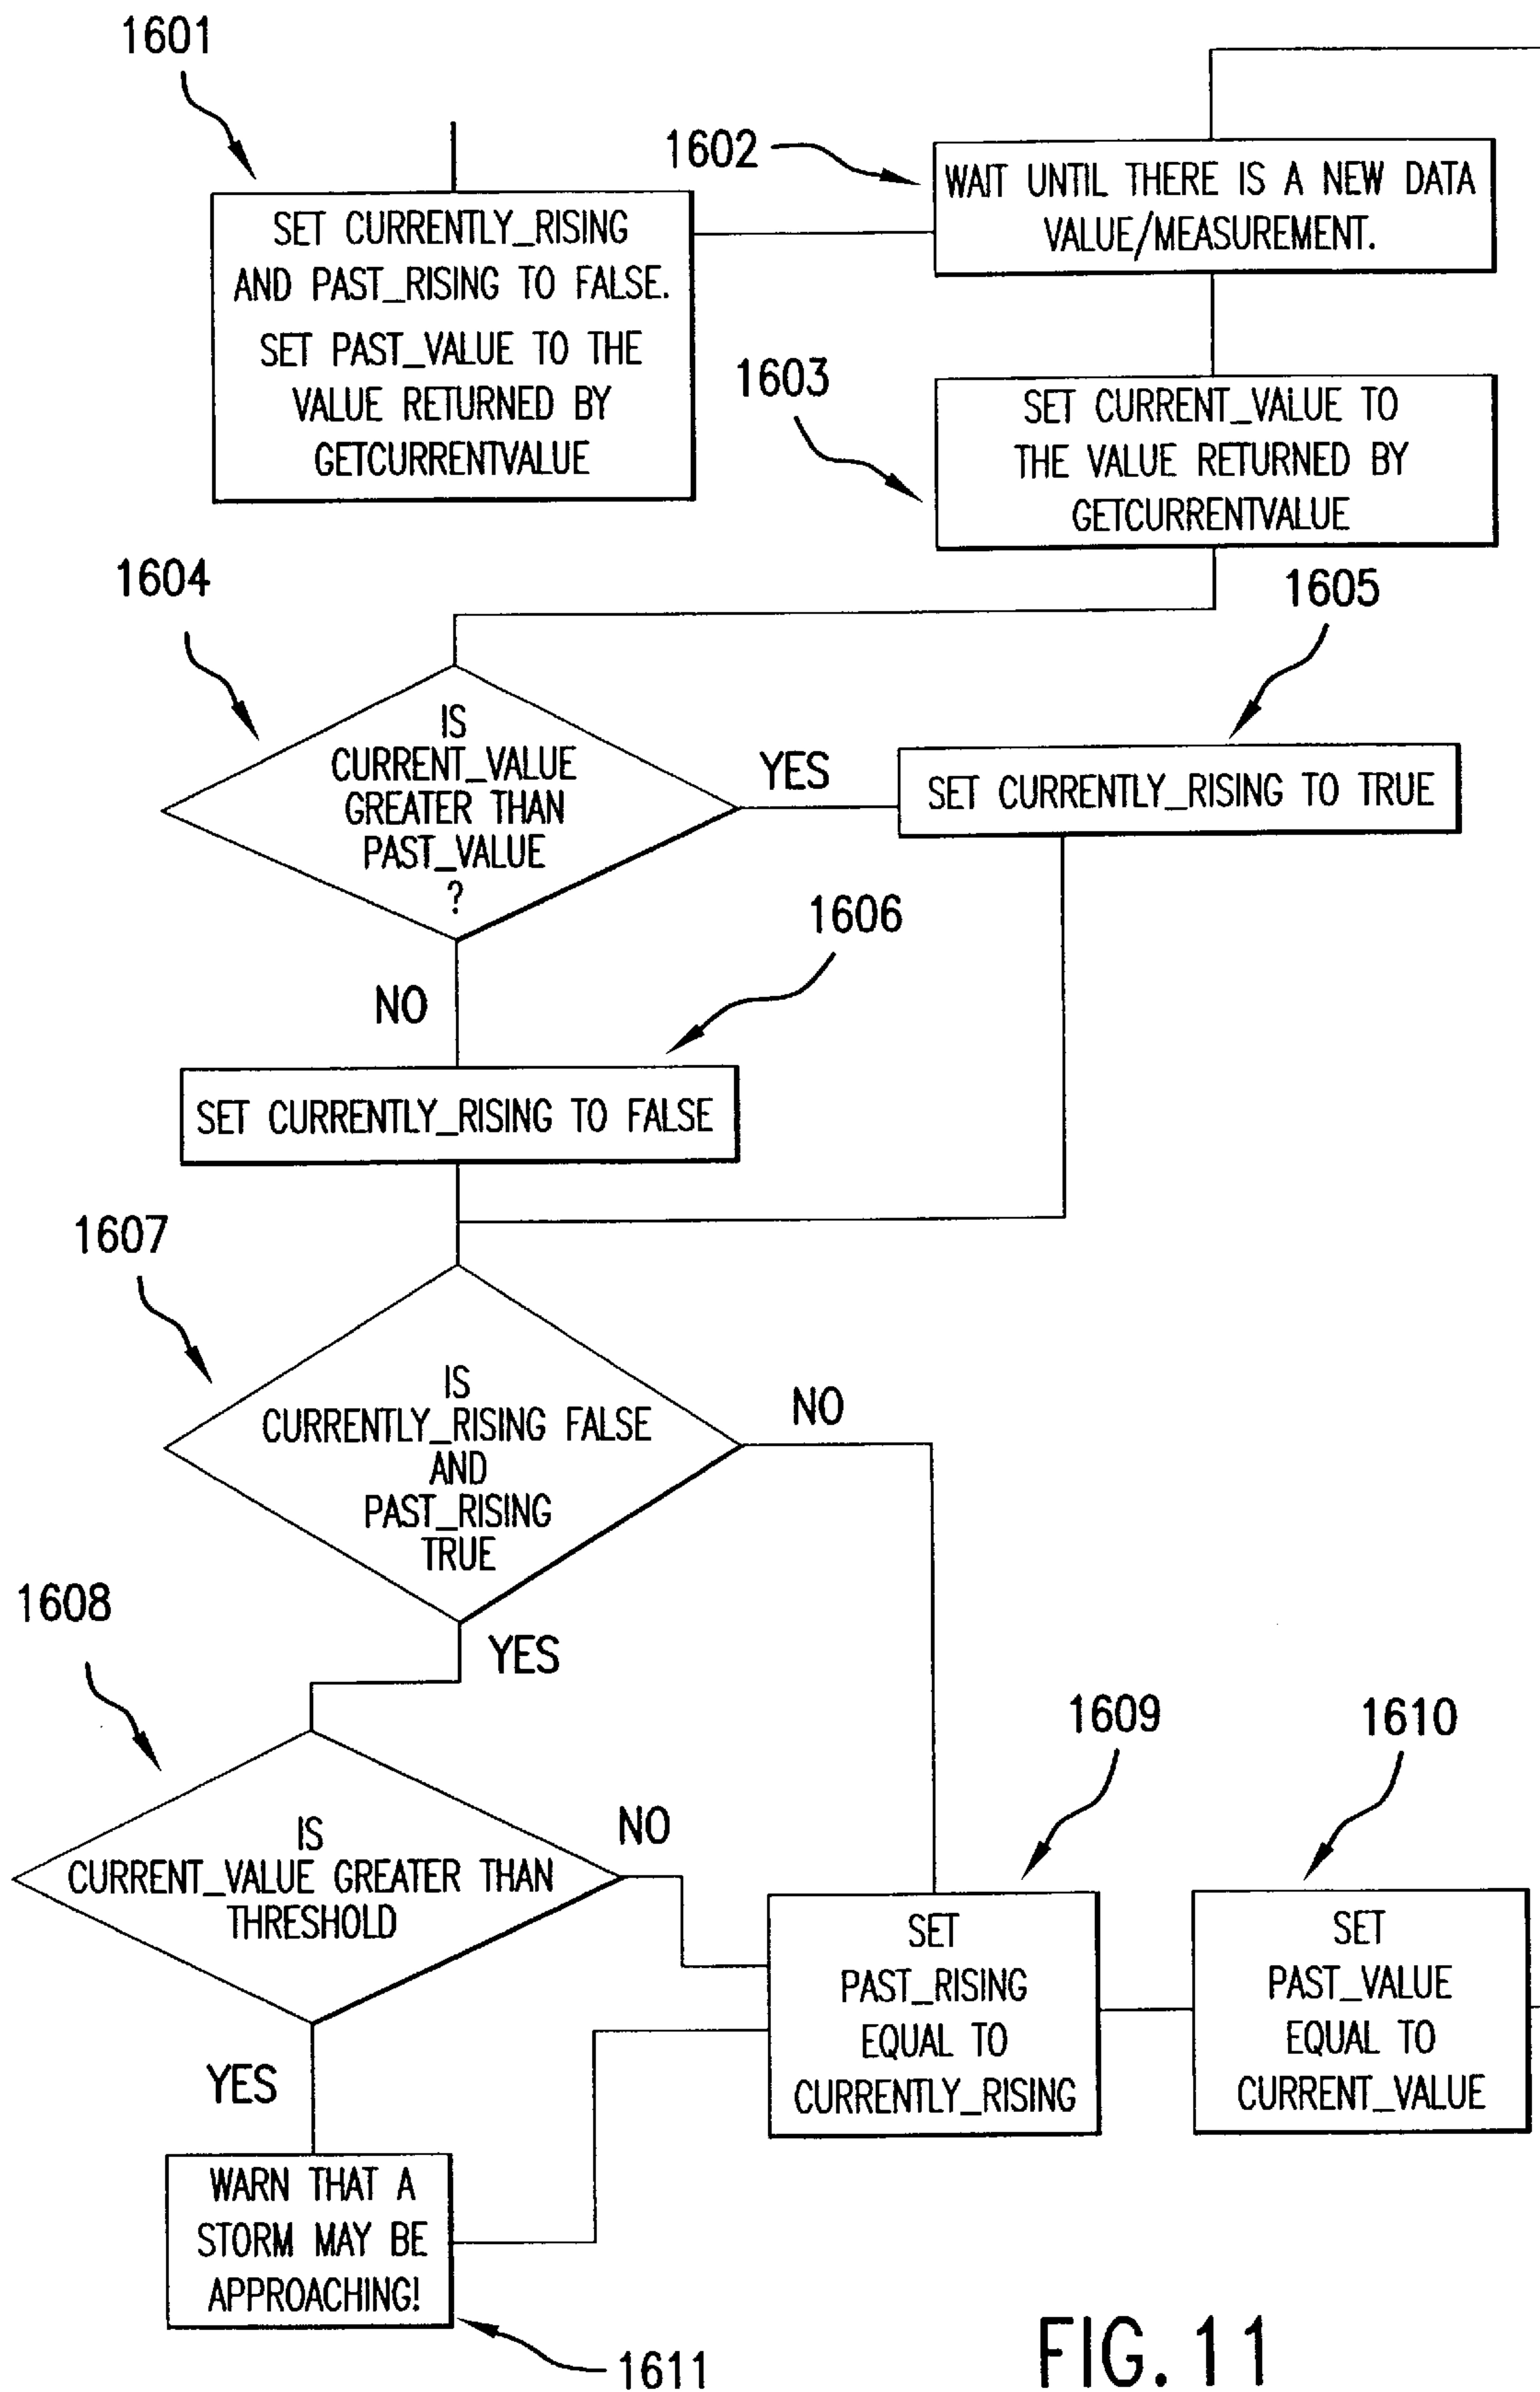 1601
1602
WAIT UNTIL THERE IS A NEW DATA
VALUE/MEASUREMENT.
SET CURRENTLY_RISING
AND PAST_RISING TO FALSE.
SET PAST_VALUE TO THE
VALUE RETURNED BY
GETCURRENTVALUE
1603
SET CURRENT_VALUE TO
THE VALUE RETURNED BY
GETCURRENTVALUE
1604
1605
IS
CURRENT_VALUE
GREATER THAN
PAST_VALUE
?
YES
SET CURRENTLY_RISING TO TRUE
1606
NO
SET CURRENTLY_RISING TO FALSE
1607
IS
CURRENTLY_RISING FALSE
AND
PAST_RISING
TRUE
NO
YES
1608
IS
CURRENT_VALUE GREATER THAN
THRESHOLD
NO
1609
1610
SET
PAST_RISING
EQUAL TO
CURRENTLY_RISING
SET
PAST_VALUE
EQUAL TO
CURRENT_VALUE
YES
WARN THAT A
STORM MAY BE
APPROACHING!
1611
FIG. 11